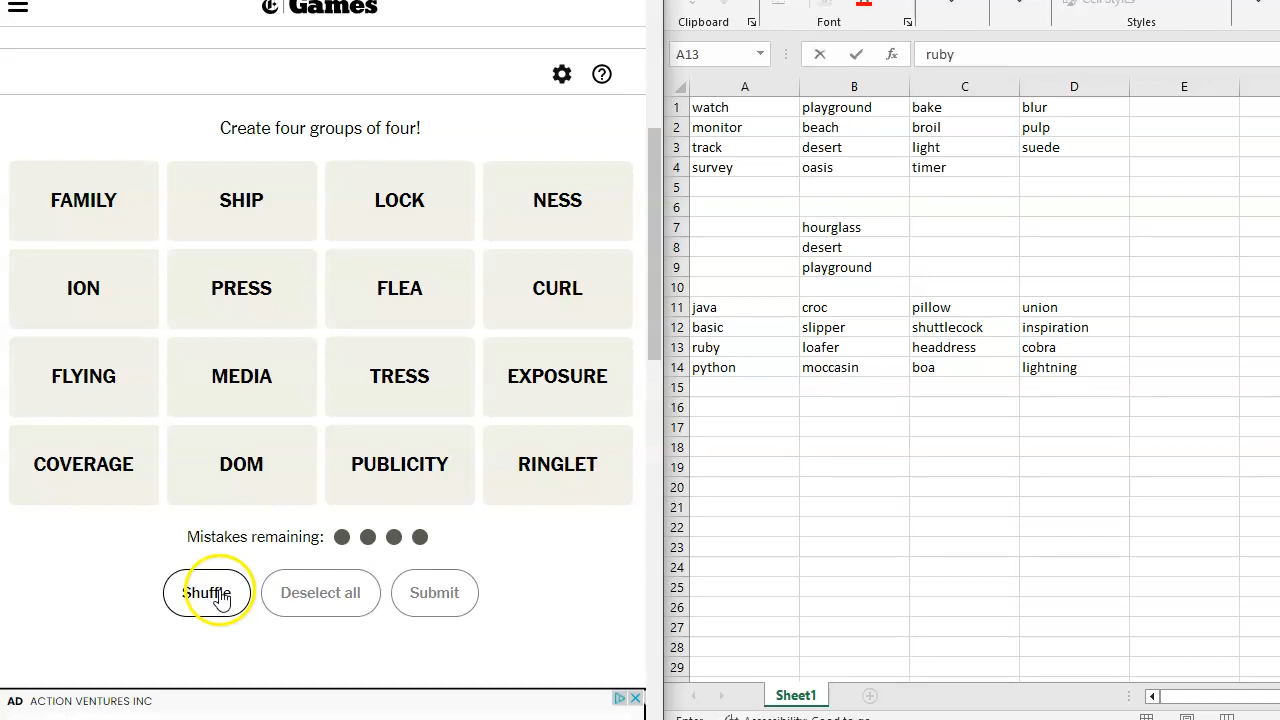 Games
Create four groups of four!
FAMILY SHIP LOCK NESS
ION PRESS FLEA CURL
FLYING MEDIA TRESS EXPOSURE
COVERAGE DOM PUBLICITY RINGLET
Mistakes remaining:
Shuffle Deselect all Submit
AD ACTION VENTURES INC
Clipboard Font Cell Styles Styles
A13 fx ruby
A B C D E
1 watch playground bake blur
2 monitor beach broil pulp
3 track desert light suede
4 survey oasis timer
5
6
7 hourglass
8 desert
9 playground
10
11 java croc pillow union
12 basic slipper shuttlecock inspiration
13 ruby loafer headdress cobra
14 python moccasin boa lightning
15
16
17
18
19
20
21
22
23
24
25
26
27
28
29
Sheet1